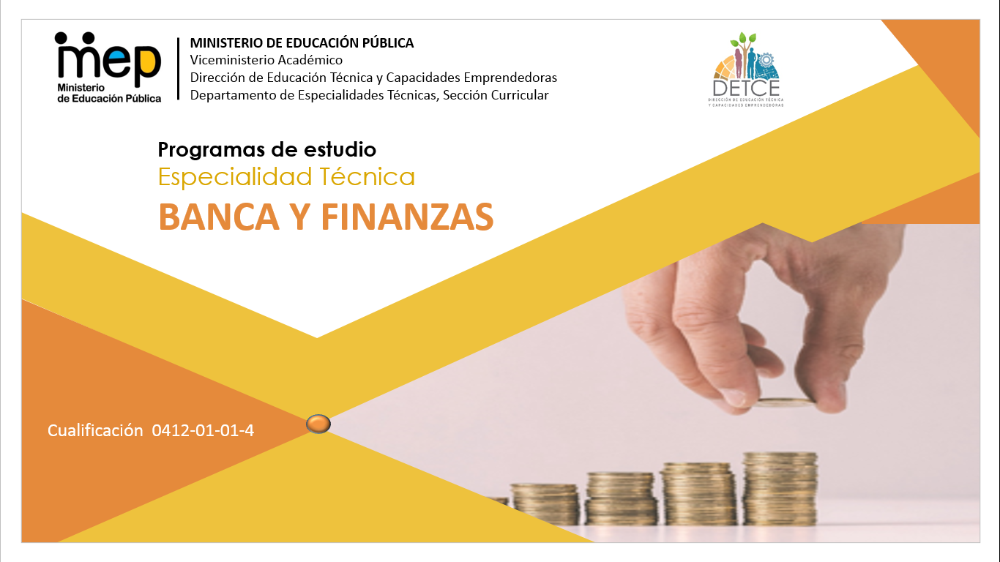 mep
Ministerio
de Educación Pública
MINISTERIO DE EDUCACIÓN PÚBLICA
Viceministerio Académico
Dirección de Educación Técnica y Capacidades Emprendedoras
Departamento de Especialidades Técnicas, Sección Curricular
DETCE
DIRECCIÓN DE EDUCACIÓN TÉCNICA
Y CAPACIDADES EMPRENDEDORAS
Programas de estudio
Especialidad Técnica
BANCA Y FINANZAS
Cualificación 0412-01-01-4